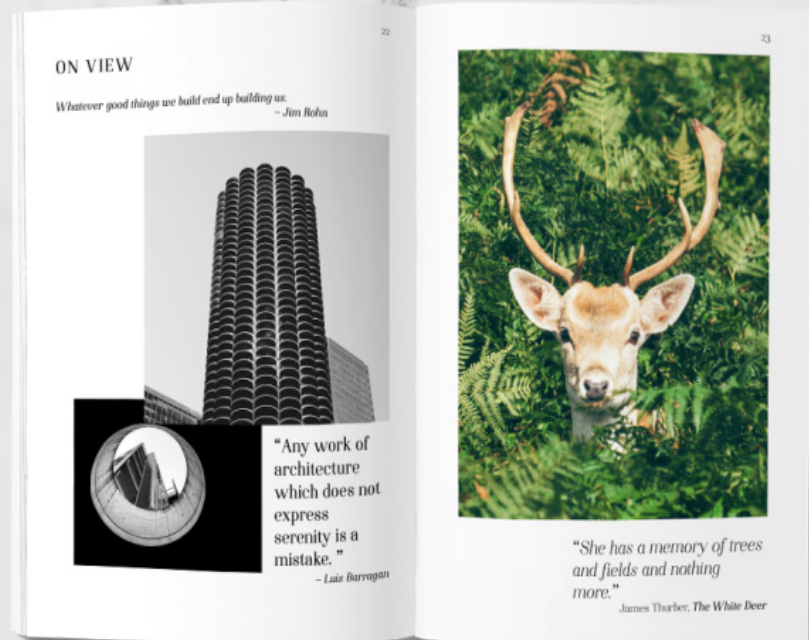 22
ON VIEW
Whatever good things we build end up building us.
– Jim Rohn
“Any work of
architecture
which does not
express
serenity is a
mistake. ”
– Luis Barragan
23
“She has a memory of trees
and fields and nothing
more.”
James Thurber, The White Deer